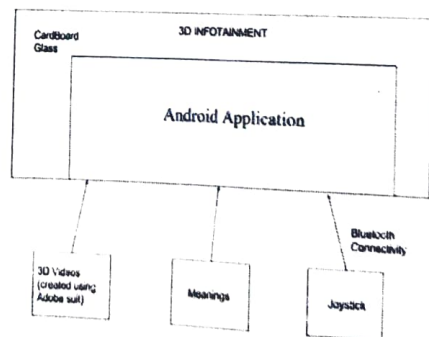 3D INFOTAINMENT
CardBoard
Glass
Android Application
Bluetooth
Connectivity
3D Videos
(created using
Adobe suit)
Meanings
Joystick